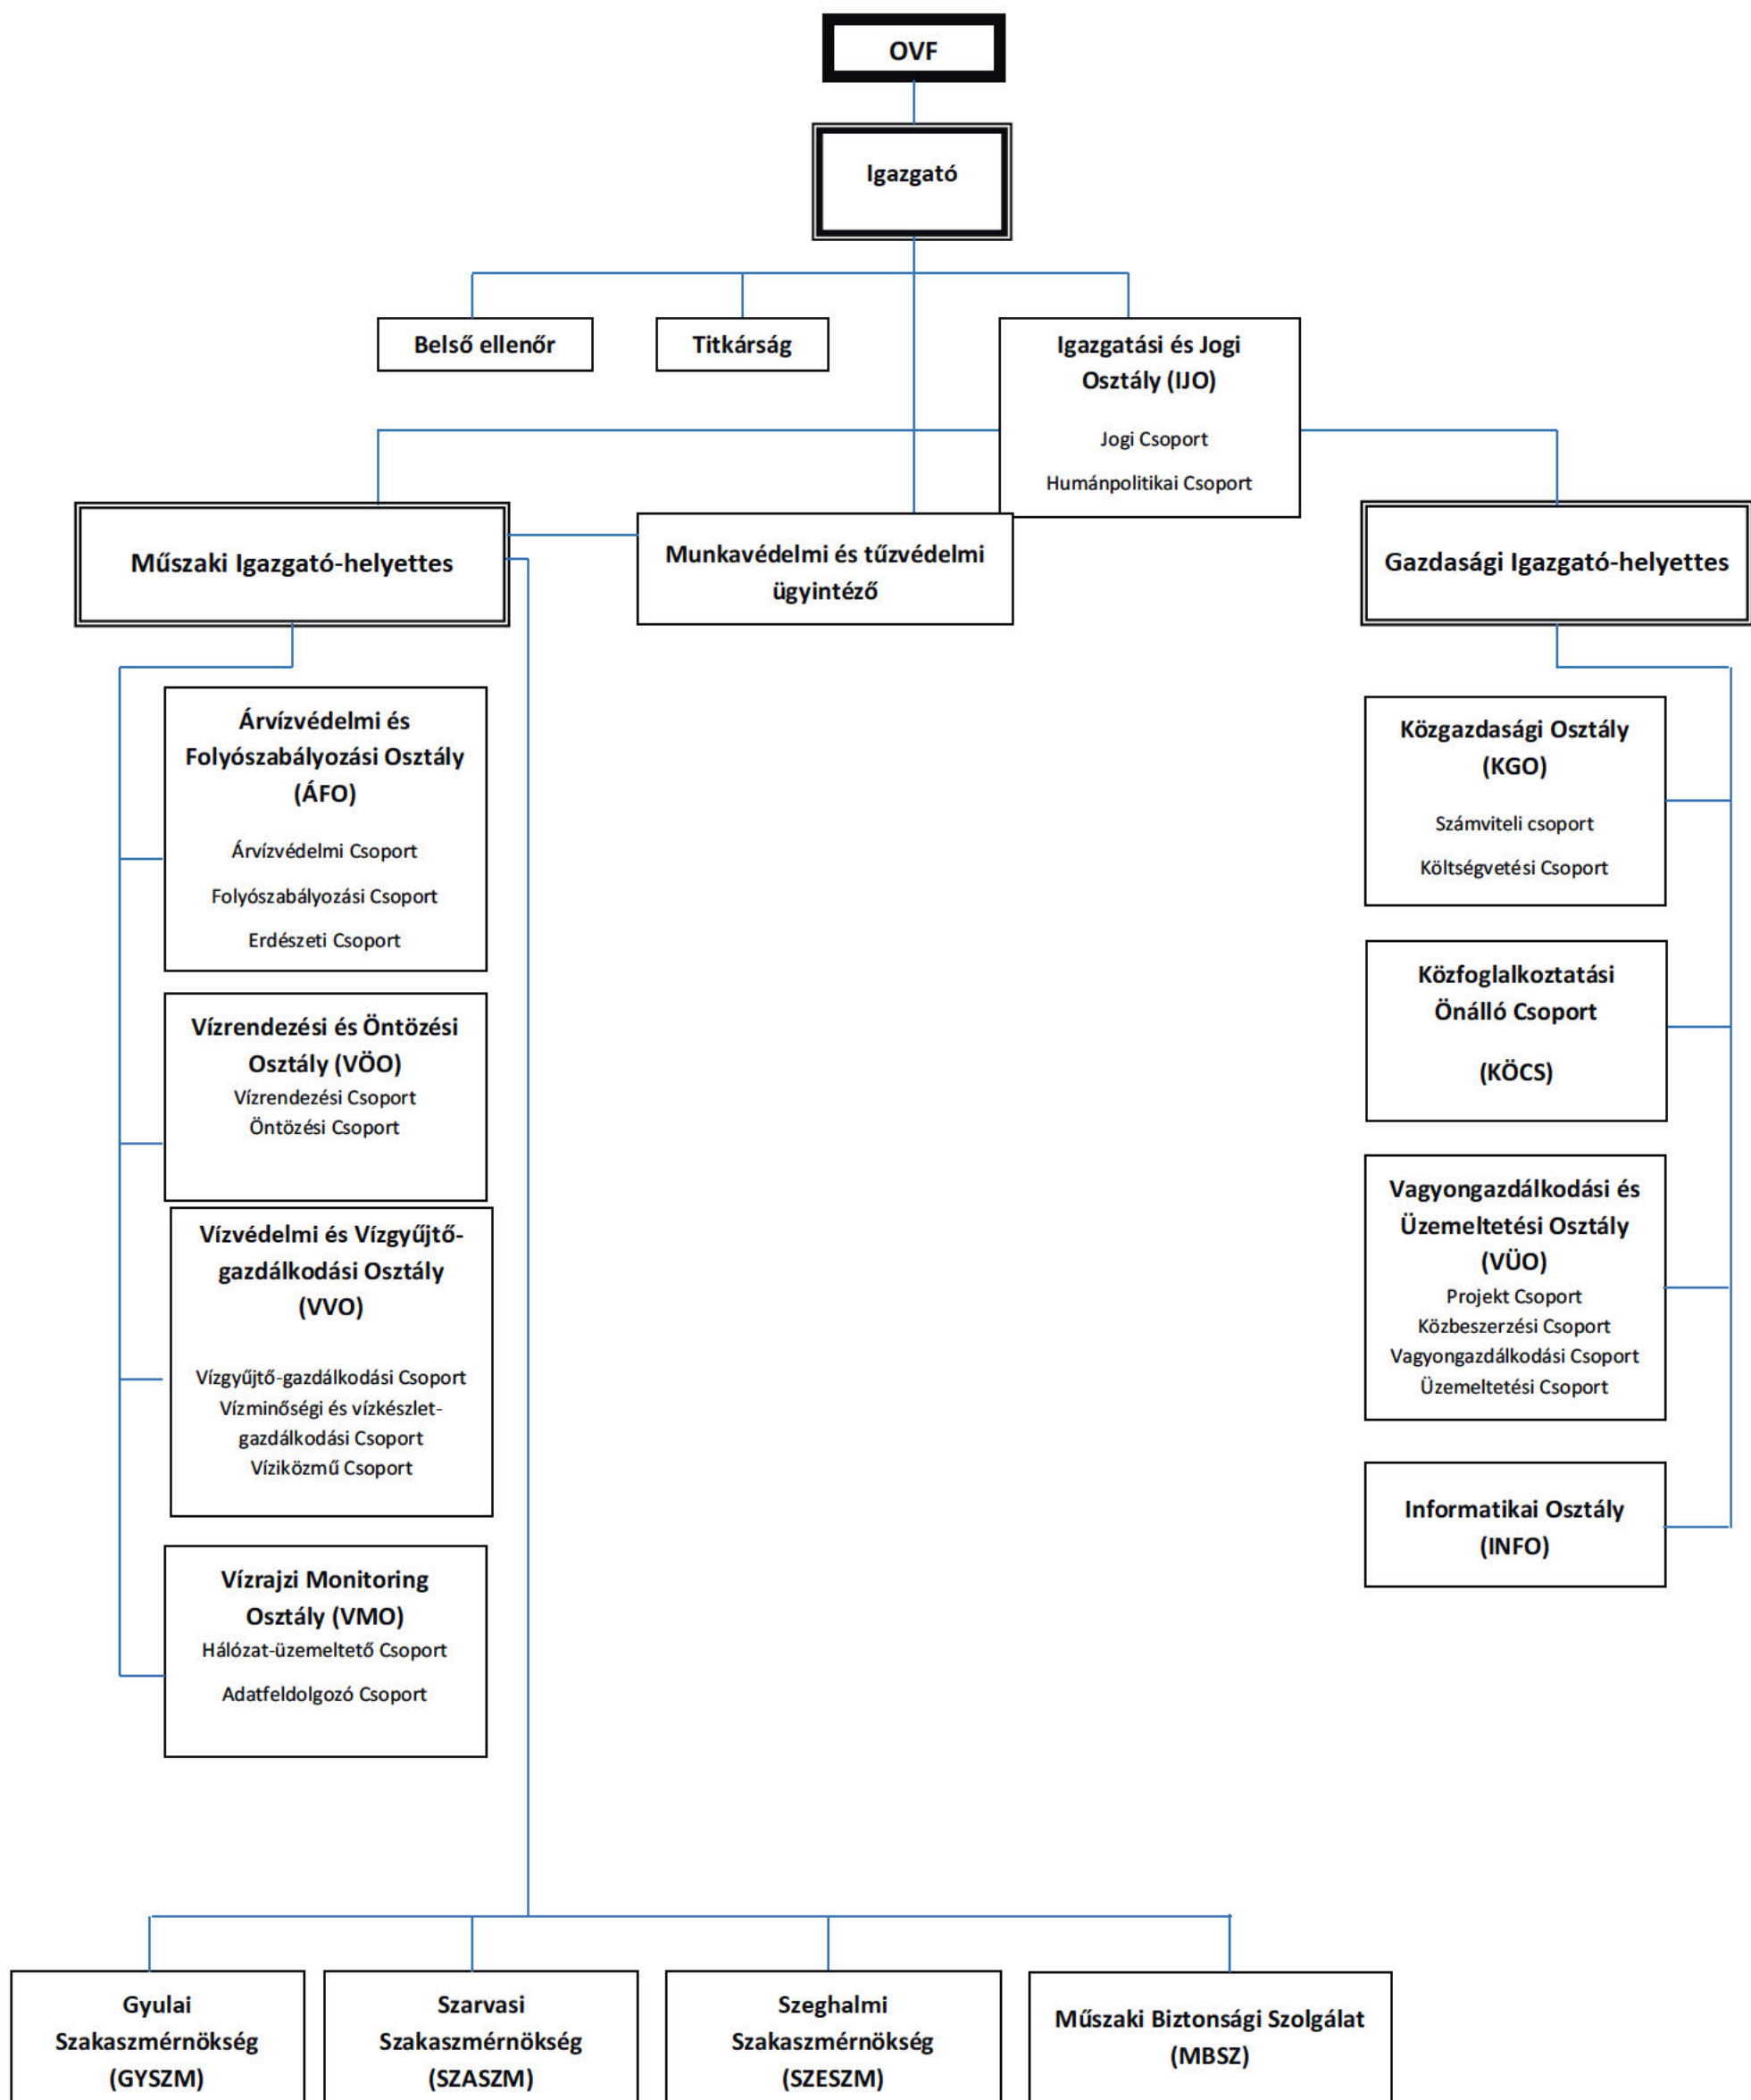 OVF
Igazgató
Belső ellenőr
Titkárság
Igazgatási és Jogi
Osztály (IJO)
Jogi Csoport
Humánpolitikai Csoport
Műszaki Igazgató-helyettes
Munkavédelmi és tűzvédelmi
ügyintéző
Gazdasági Igazgató-helyettes
Árvízvédelmi és
Folyószabályozási Osztály
(ÁFO)
Árvízvédelmi Csoport
Folyószabályozási Csoport
Erdészeti Csoport
Vízrendezési és Öntözési
Osztály (VÖO)
Vízrendezési Csoport
Öntözési Csoport
Vízvédelmi és Vízgyűjtő-
gazdálkodási Osztály
(VVO)
Vízgyűjtő-gazdálkodási Csoport
Vízminőségi és vízkészlet-
gazdálkodási Csoport
Víziközmű Csoport
Vízrajzi Monitoring
Osztály (VMO)
Hálózat-üzemeltető Csoport
Adatfeldolgozó Csoport
Közgazdasági Osztály
(KGO)
Számviteli csoport
Költségvetési Csoport
Közfoglalkoztatási
Önálló Csoport
(KÖCS)
Vagyongazdálkodási és
Üzemeltetési Osztály
(VÜO)
Projekt Csoport
Közbeszerzési Csoport
Vagyongazdálkodási Csoport
Üzemeltetési Csoport
Informatikai Osztály
(INFO)
Gyulai
Szakaszmérnökség
(GYSZM)
Szarvasi
Szakaszmérnökség
(SZASZM)
Szeghalmi
Szakaszmérnökség
(SZESZM)
Műszaki Biztonsági Szolgálat
(MBSZ)